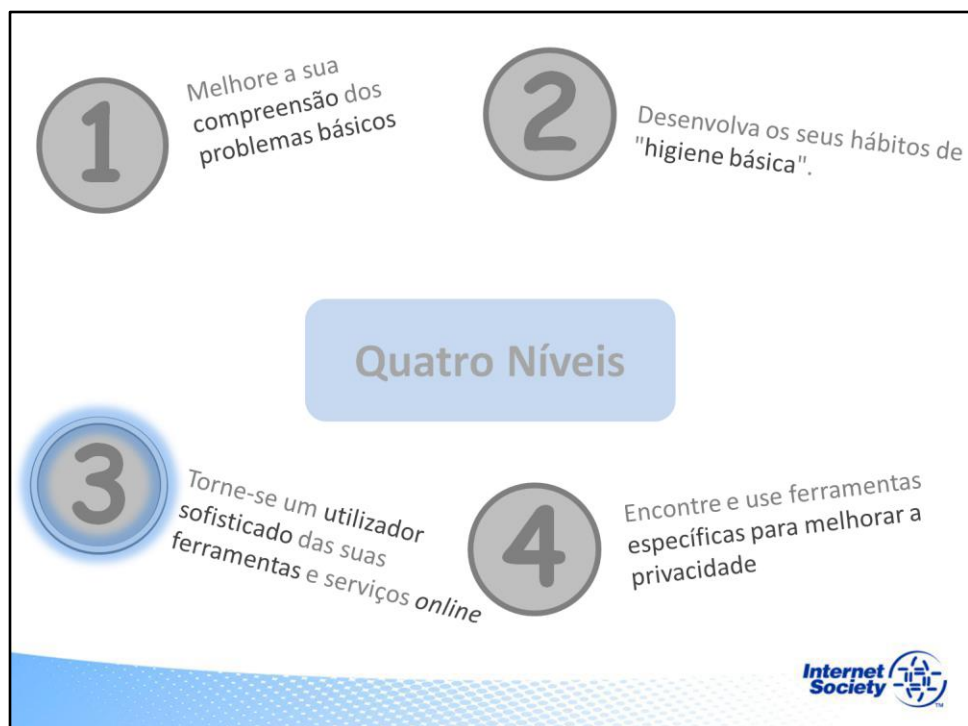 1
Melhore a sua
compreensão dos
problemas básicos
2
Desenvolva os seus hábitos de
"higiene básica".
Quatro Níveis
3
Torne-se um utilizador
sofisticado das suas
ferramentas e serviços online
4
Encontre e use ferramentas
específicas para melhorar a
privacidade
Internet
Society
TM